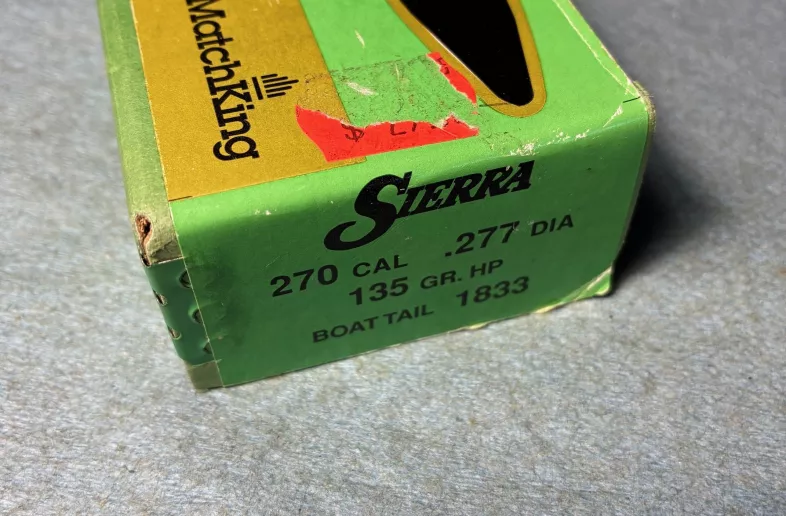 MatchKing
SIERRA
270 CAL .277 DIA
135 GR. HP
BOAT TAIL 1833